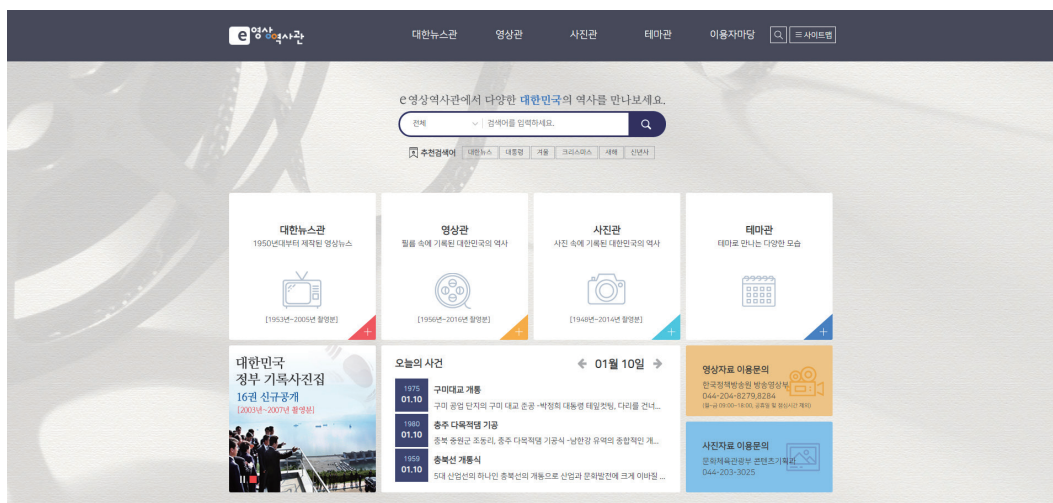 e영상역사관
대한뉴스관 영상관 사진관 테마관 이용자마당 사이트맵
e영상역사관에서 다양한 대한민국의 역사를 만나보세요.
전체 검색어를 입력하세요.
추천검색어 대한뉴스 대통령 겨울 크리스마스 새해 신년사
대한뉴스관
1950년대부터 제작된 영상뉴스
[1953년~2005년 촬영분]
영상관
필름 속에 기록된 대한민국의 역사
[1956년~2016년 촬영분]
사진관
사진 속에 기록된 대한민국의 역사
[1948년~2014년 촬영분]
테마관
테마로 만나는 다양한 모습
대한민국
정부 기록사진집
16권 신규공개
[2003년~2007년 촬영분]
오늘의 사건 01월 10일
1975
01.10
구미대교 개통
구미 공업 단지의 구미 대교 준공 -박정희 대통령 테잎컷팅, 다리를 건너...
1980
01.10
충주 다목적댐 기공
충북 중원군 조동리, 충주 다목적댐 기공식 -남한강 유역의 종합적인 개...
1959
01.10
충북선 개통식
5대 산업선의 하나인 충북선의 개통으로 산업과 문화발전에 크게 이바질 ...
영상자료 이용문의
한국정책방송원 방송영상부
044-204-8279,8284
(월~금 09:00~18:00, 공휴일 및 점심시간 제외)
사진자료 이용문의
문화체육관광부 콘텐츠기획과
044-203-3025